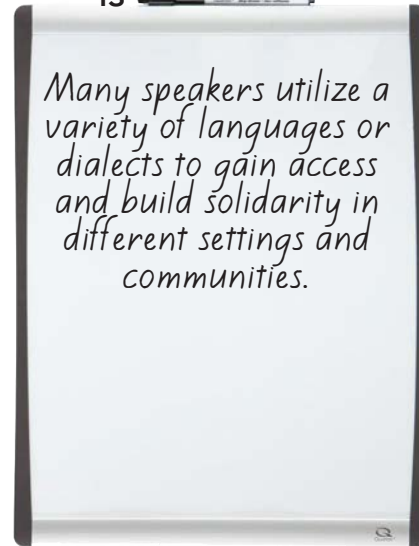 Many speakers utilize a
variety of languages or
dialects to gain access
and build solidarity in
different settings and
communities.